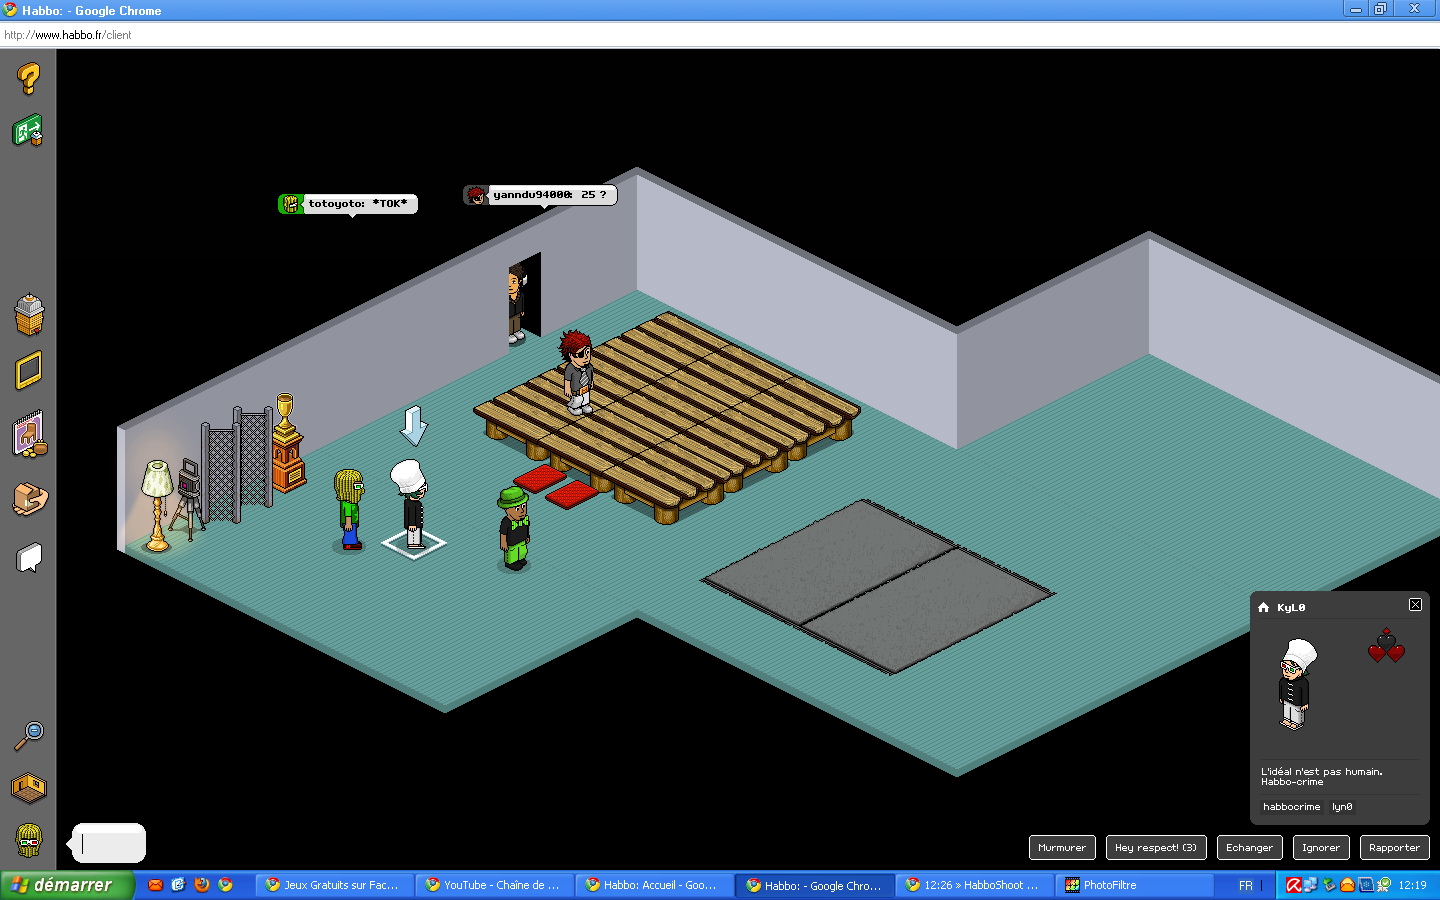 Habbo: - Google Chrome
http://www.habbo.fr/client
totoyoto: *TOK*
yanndu94000: 25 ?
KyL0
L'idéal n'est pas humain.
Habbo-crime
habbocrime lyn0
Murmurer Hey respect! (3) Echanger Ignorer Rapporter
démarrer
Jeux Gratuits sur Fac...
YouTube - Chaîne de ...
Habbo: Accueil - Goo...
Habbo: - Google Chro...
12:26 » HabboShoot ...
PhotoFiltre
FR
12:19